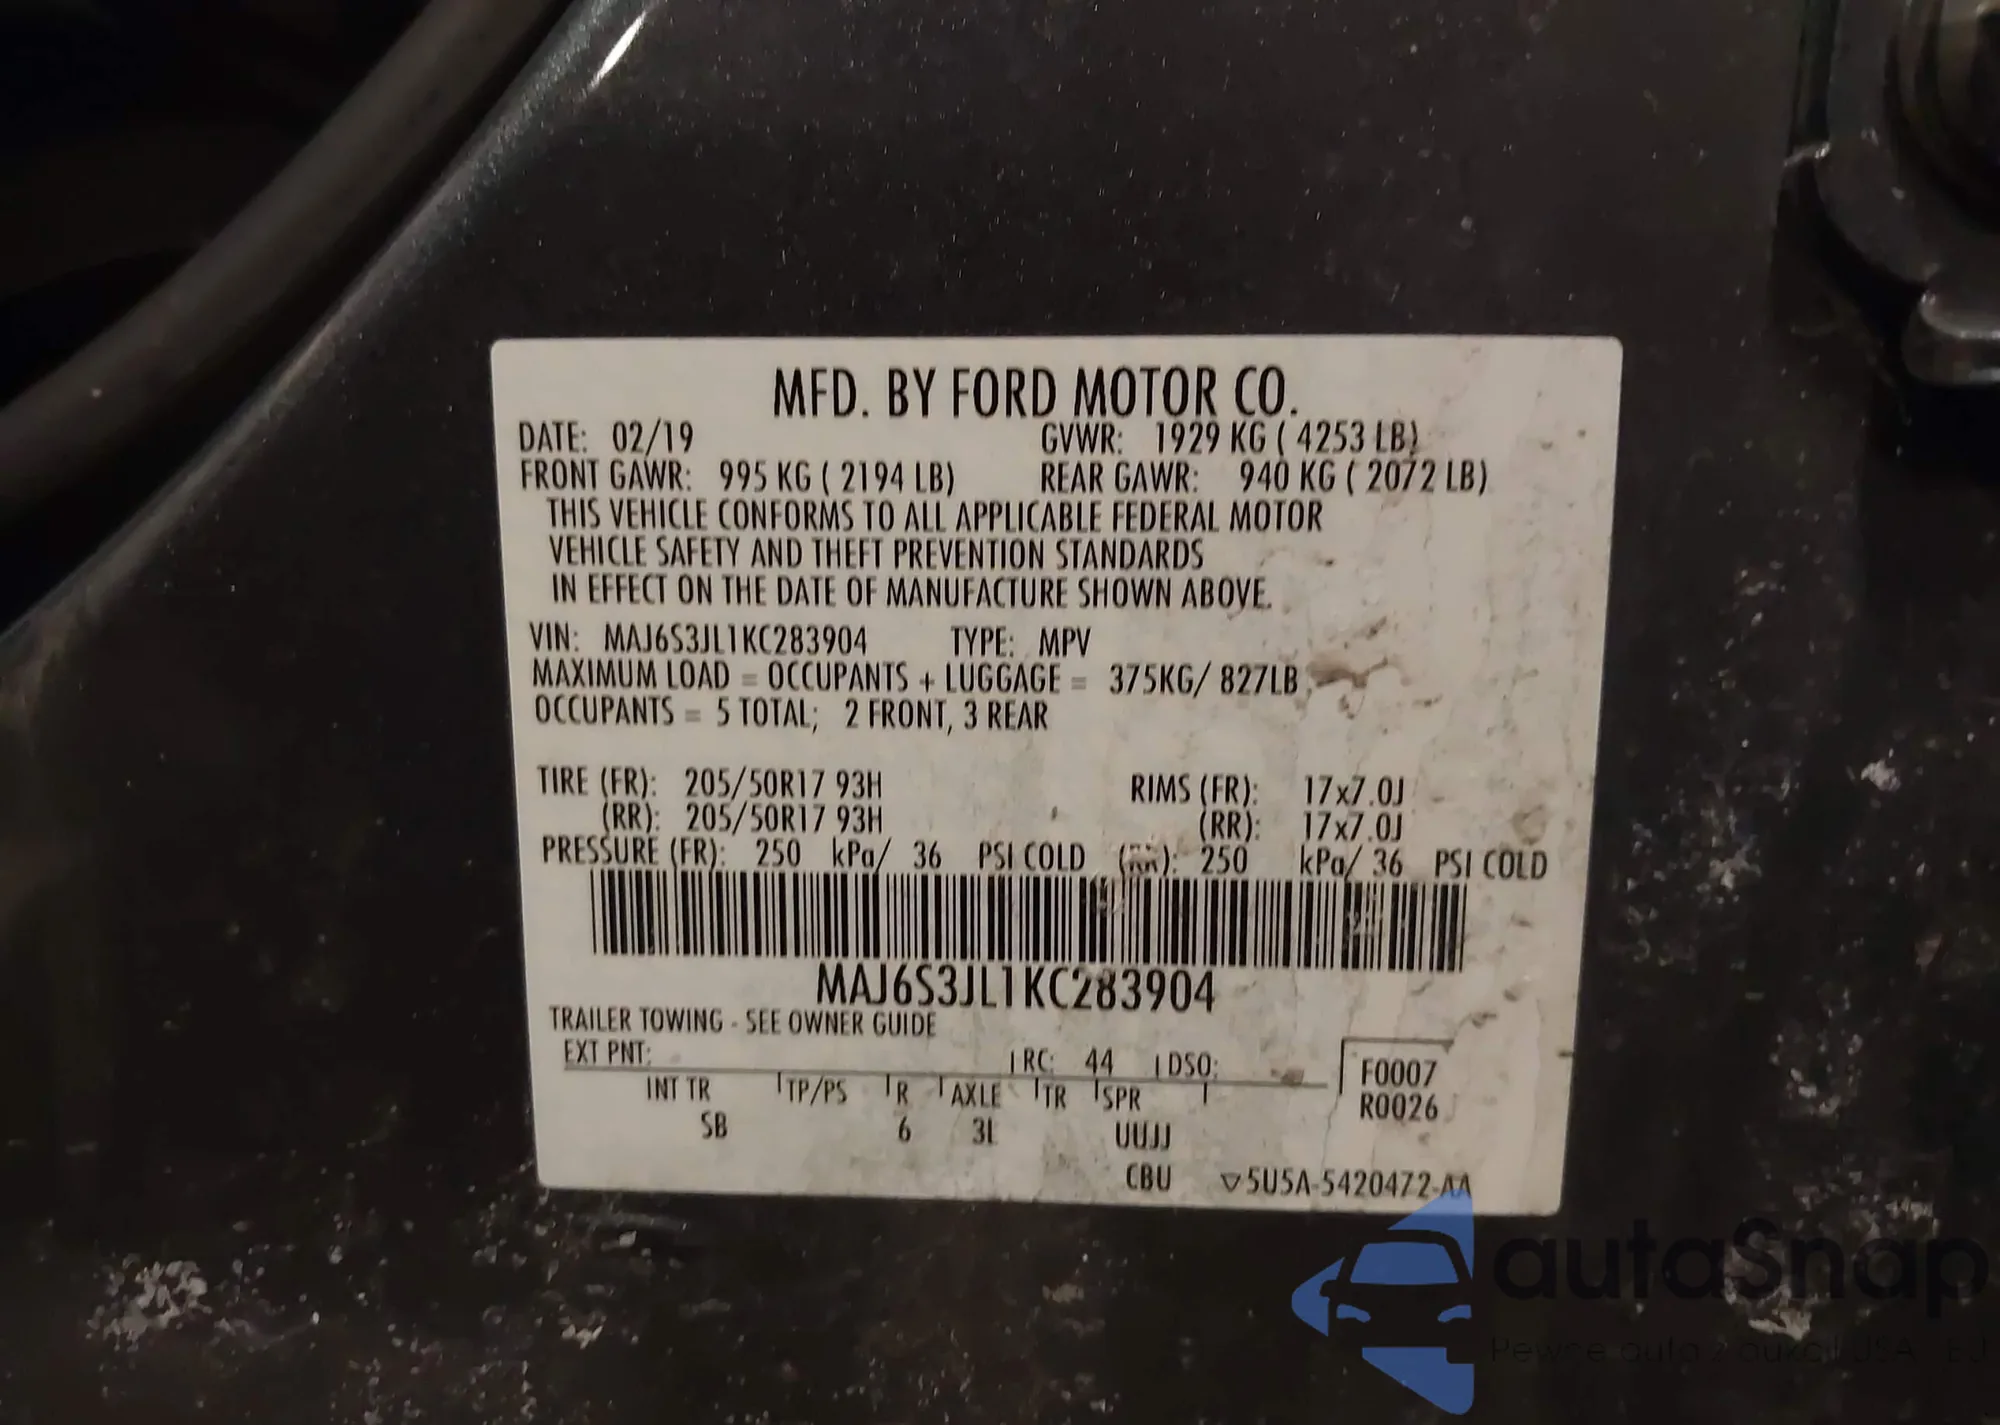 MFD. BY FORD MOTOR CO.
DATE: 02/19 GVWR: 1929 KG ( 4253 LB)
FRONT GAWR: 995 KG ( 2194 LB) REAR GAWR: 940 KG ( 2072 LB)
THIS VEHICLE CONFORMS TO ALL APPLICABLE FEDERAL MOTOR
VEHICLE SAFETY AND THEFT PREVENTION STANDARDS
IN EFFECT ON THE DATE OF MANUFACTURE SHOWN ABOVE.
VIN: MAJ6S3JL1KC283904 TYPE: MPV
MAXIMUM LOAD = OCCUPANTS + LUGGAGE = 375KG/ 827LB
OCCUPANTS = 5 TOTAL; 2 FRONT, 3 REAR
TIRE (FR): 205/50R17 93H RIMS (FR): 17x7.0J
(RR): 205/50R17 93H (RR): 17x7.0J
PRESSURE (FR): 250 kPa/ 36 PSI COLD (RR): 250 kPa/ 36 PSI COLD
MAJ6S3JL1KC283904
TRAILER TOWING - SEE OWNER GUIDE
EXT PNT: RC: 44 DSO:
INT TR TP/PS R AXLE TR SPR
SB 6 3L UUJJ
F0007
R0026
CBU ▽5U5A-5420472-AA
autaSnap
Pewne auto z aukcji USA